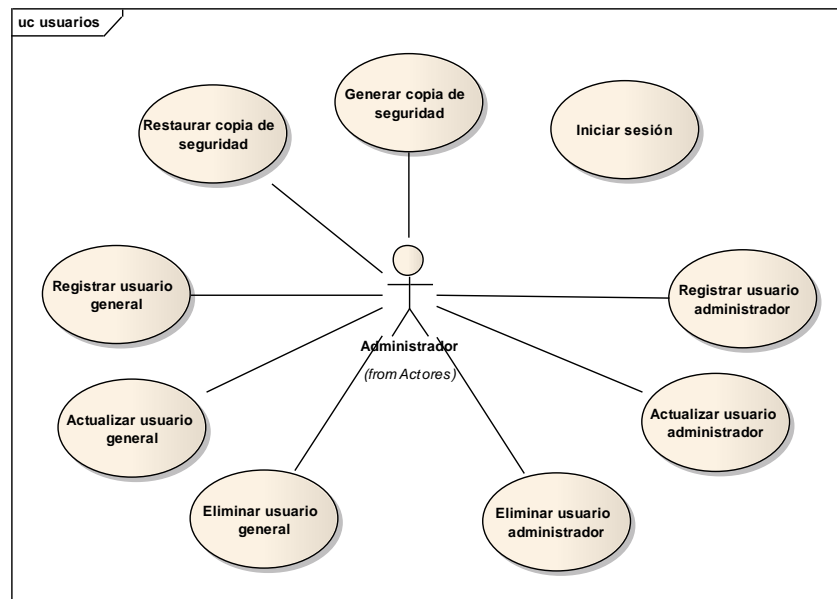 uc usuarios
Generar copia de
seguridad
Restaurar copia de
seguridad
Iniciar sesión
Registrar usuario
general
Registrar usuario
administrador
Administrador
(from Actores)
Actualizar usuario
general
Actualizar usuario
administrador
Eliminar usuario
general
Eliminar usuario
administrador